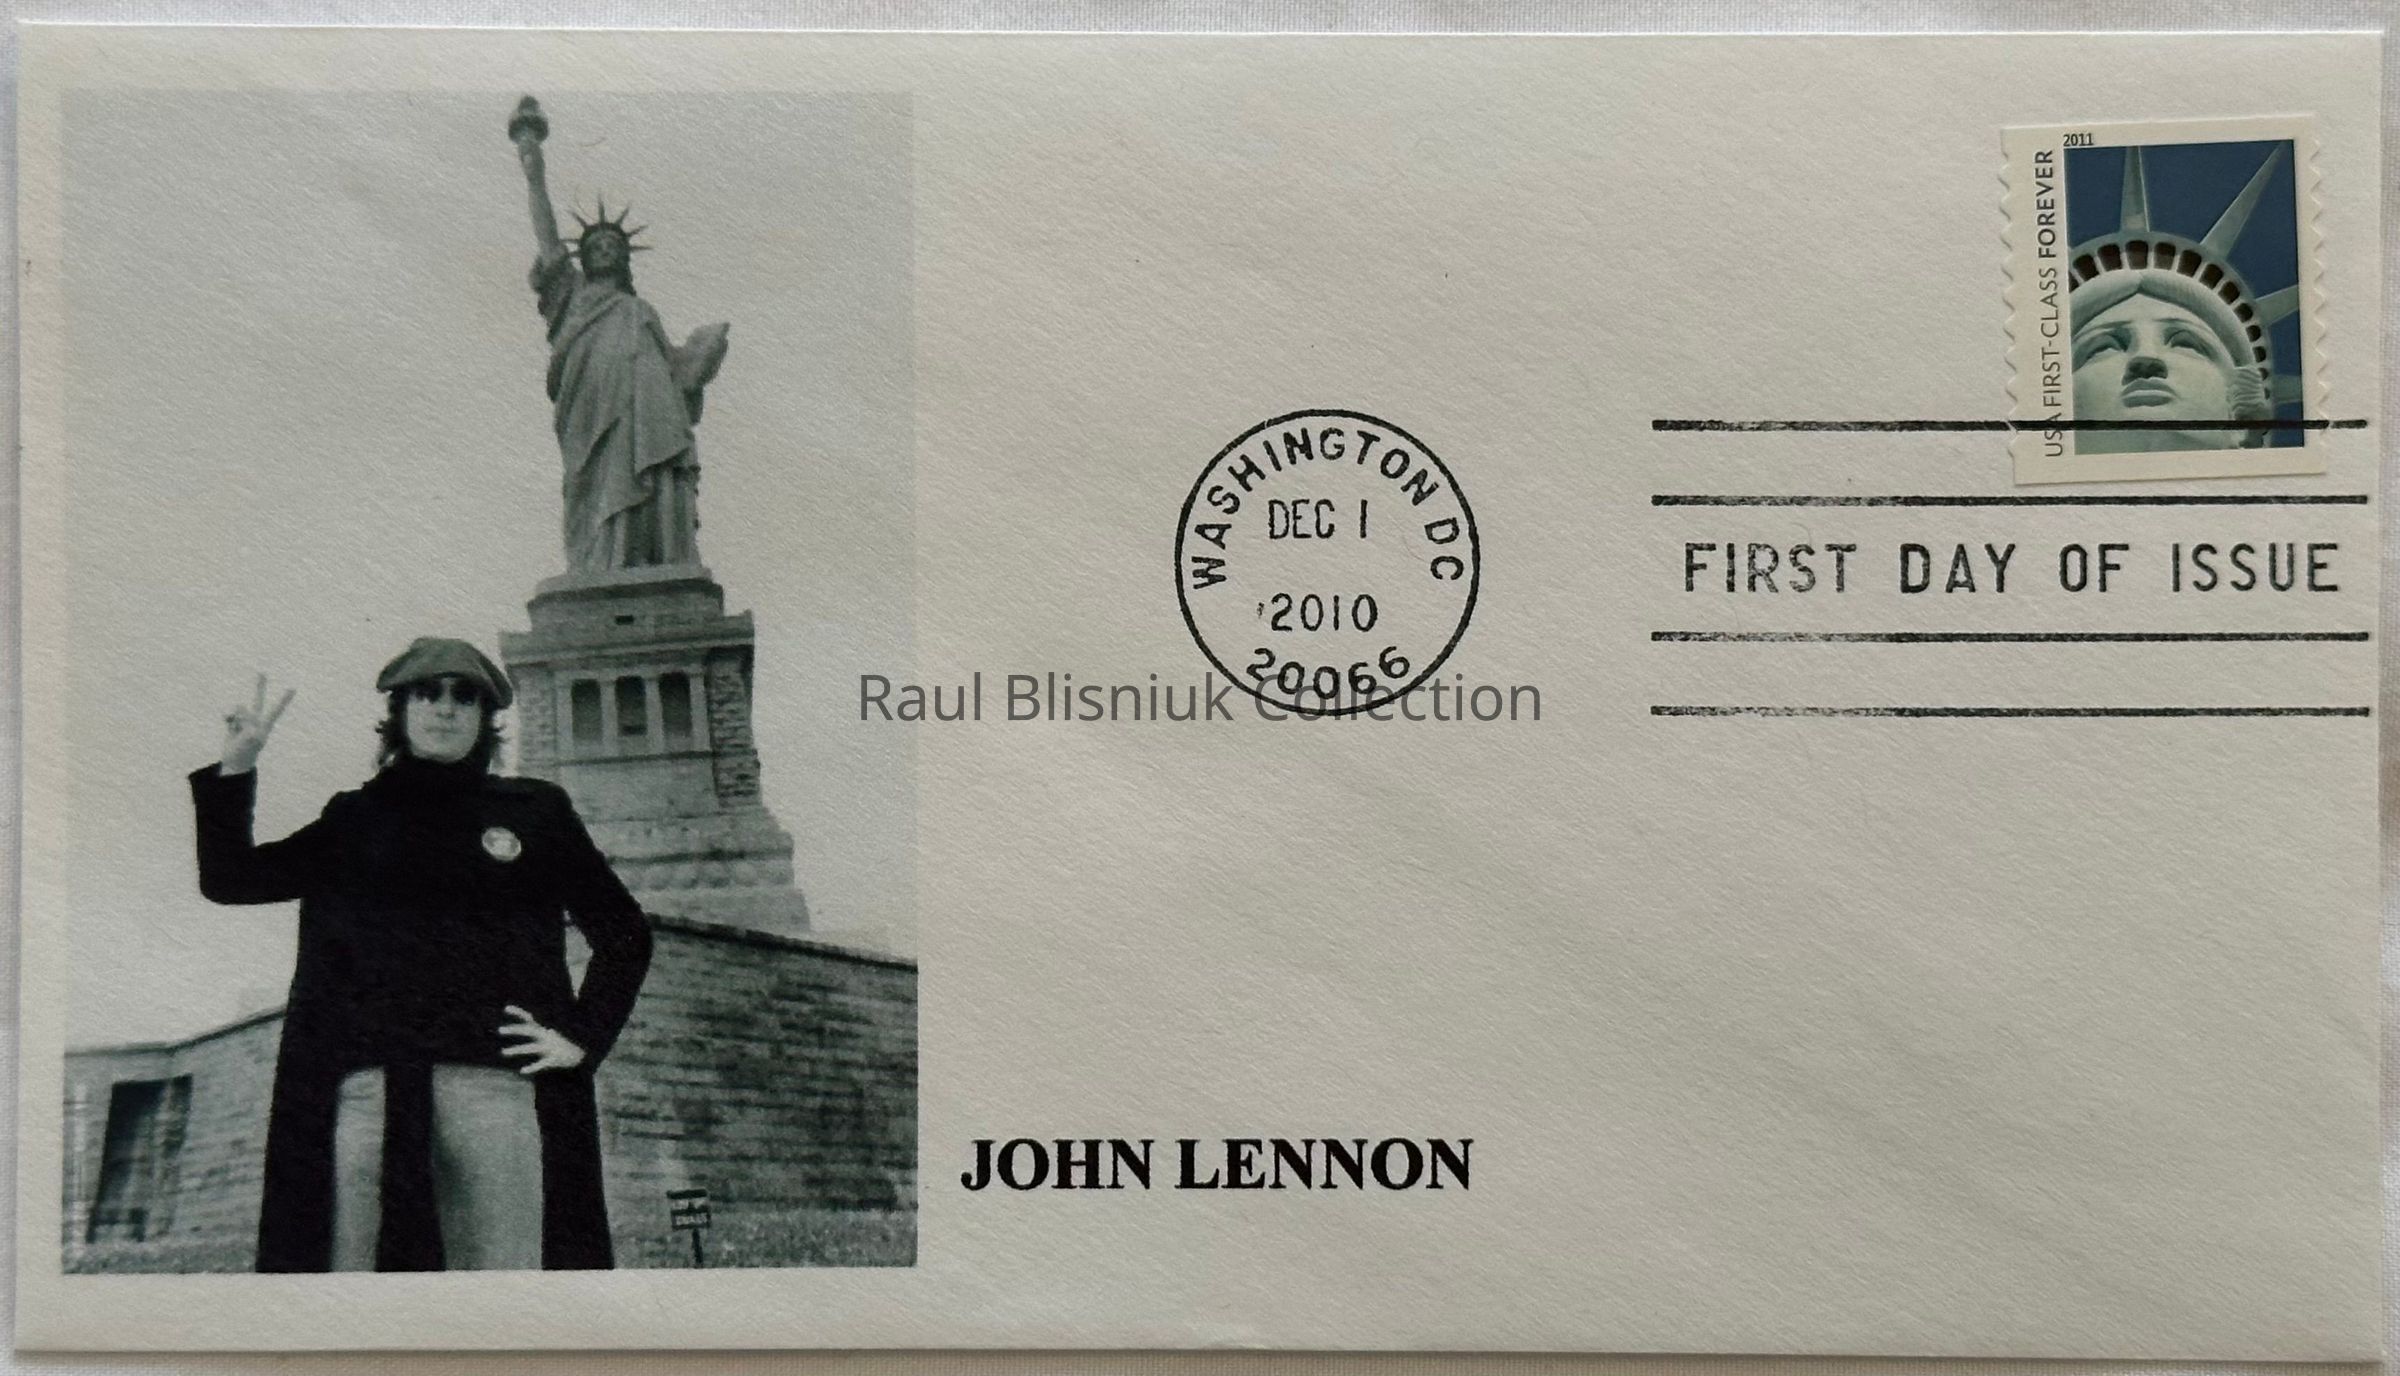 2011
USA FIRST-CLASS FOREVER
WASHINGTON DC
DEC 1
2010
20066
FIRST DAY OF ISSUE
Raul Blisniuk Collection
JOHN LENNON